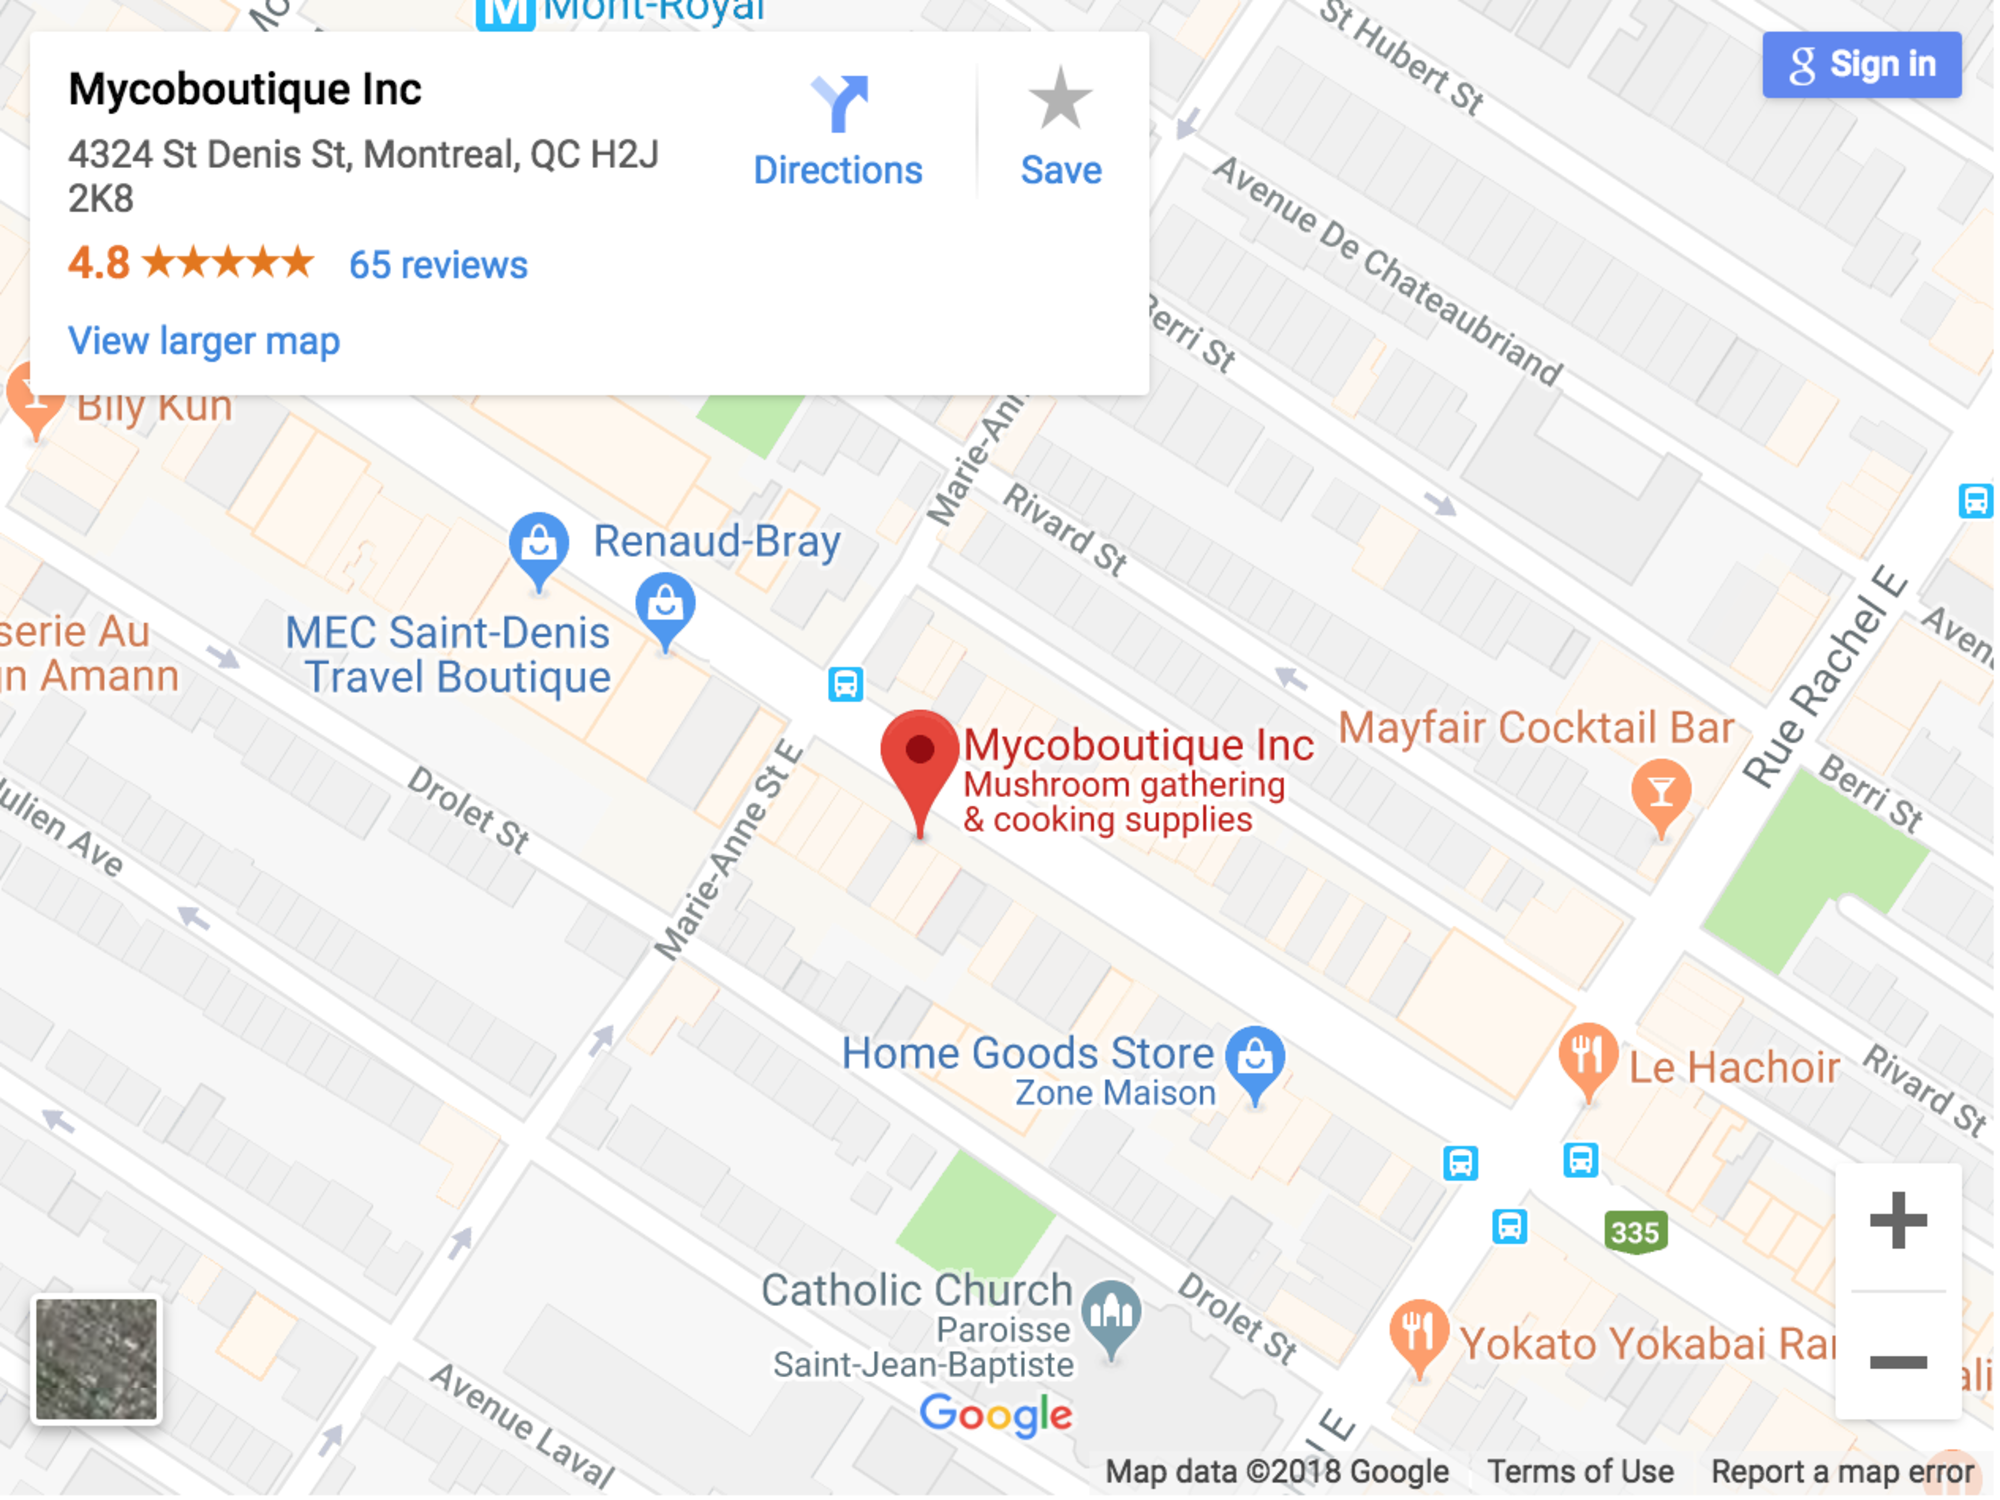 Mont-Royal
St Hubert St
g Sign in
Mycoboutique Inc
4324 St Denis St, Montreal, QC H2J
2K8
4.8 ★★★★★ 65 reviews
View larger map
Directions
Save
Avenue De Chateaubriand
Berri St
Bily Kun
Marie-Ann
Rivard St
Renaud-Bray
MEC Saint-Denis
Travel Boutique
serie Au
n Amann
Rue Rachel E
Aven
Mycoboutique Inc
Mushroom gathering
& cooking supplies
Mayfair Cocktail Bar
Berri St
Drolet St
Marie-Anne St E
ulien Ave
Home Goods Store
Zone Maison
Le Hachoir
Rivard St
335
Catholic Church
Paroisse
Saint-Jean-Baptiste
Drolet St
Yokato Yokabai Ra
ali
Avenue Laval
Google
el E
Map data ©2018 Google
Terms of Use
Report a map error